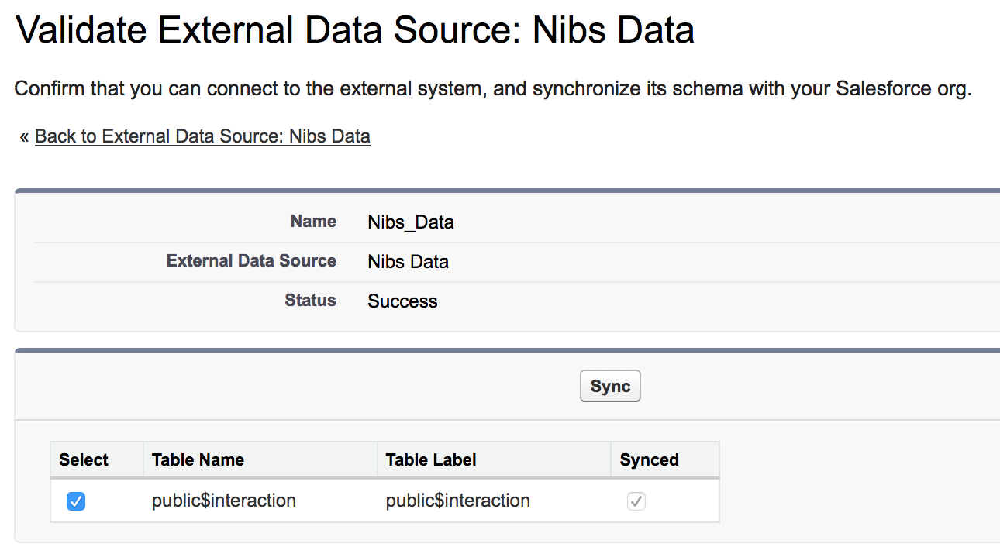 Validate External Data Source: Nibs Data
Confirm that you can connect to the external system, and synchronize its schema with your Salesforce org.
« Back to External Data Source: Nibs Data
Name Nibs_Data
External Data Source Nibs Data
Status Success
Sync
Select Table Name Table Label Synced
public$interaction public$interaction